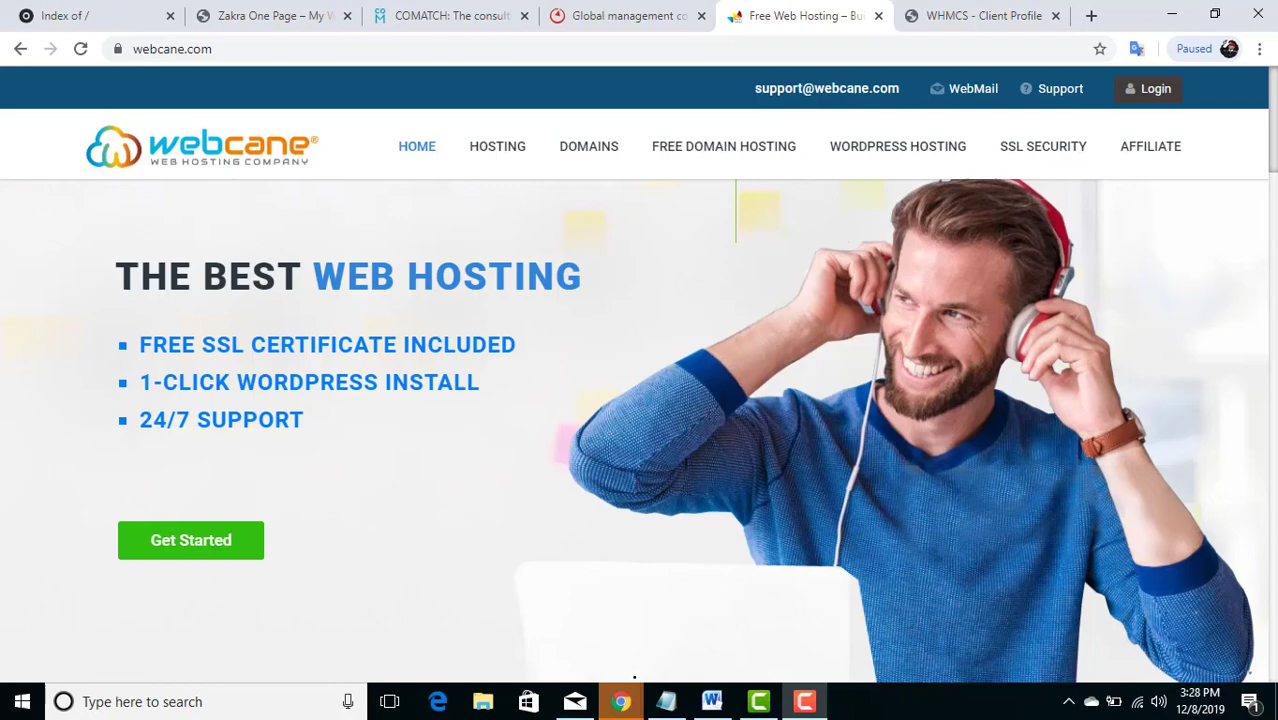 Index of /
Zakra One Page – My W
COMATCH: The consult
Global management co
Free Web Hosting – Bui
WHMCS - Client Profile
webcane.com
Paused
support@webcane.com
WebMail
Support
Login
webcane®
WEB HOSTING COMPANY
HOME
HOSTING
DOMAINS
FREE DOMAIN HOSTING
WORDPRESS HOSTING
SSL SECURITY
AFFILIATE
THE BEST WEB HOSTING
FREE SSL CERTIFICATE INCLUDED
1-CLICK WORDPRESS INSTALL
24/7 SUPPORT
Get Started
Type here to search
3:28 PM
12/8/2019